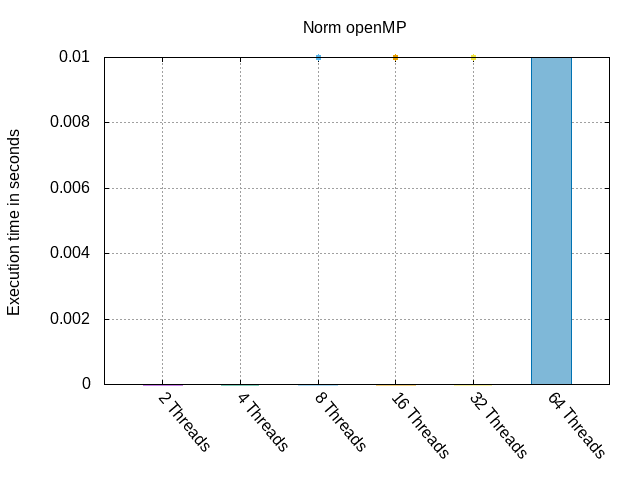 Norm openMP
Execution time in seconds
0.01
0.008
0.006
0.004
0.002
0
2 Threads
4 Threads
8 Threads
16 Threads
32 Threads
64 Threads